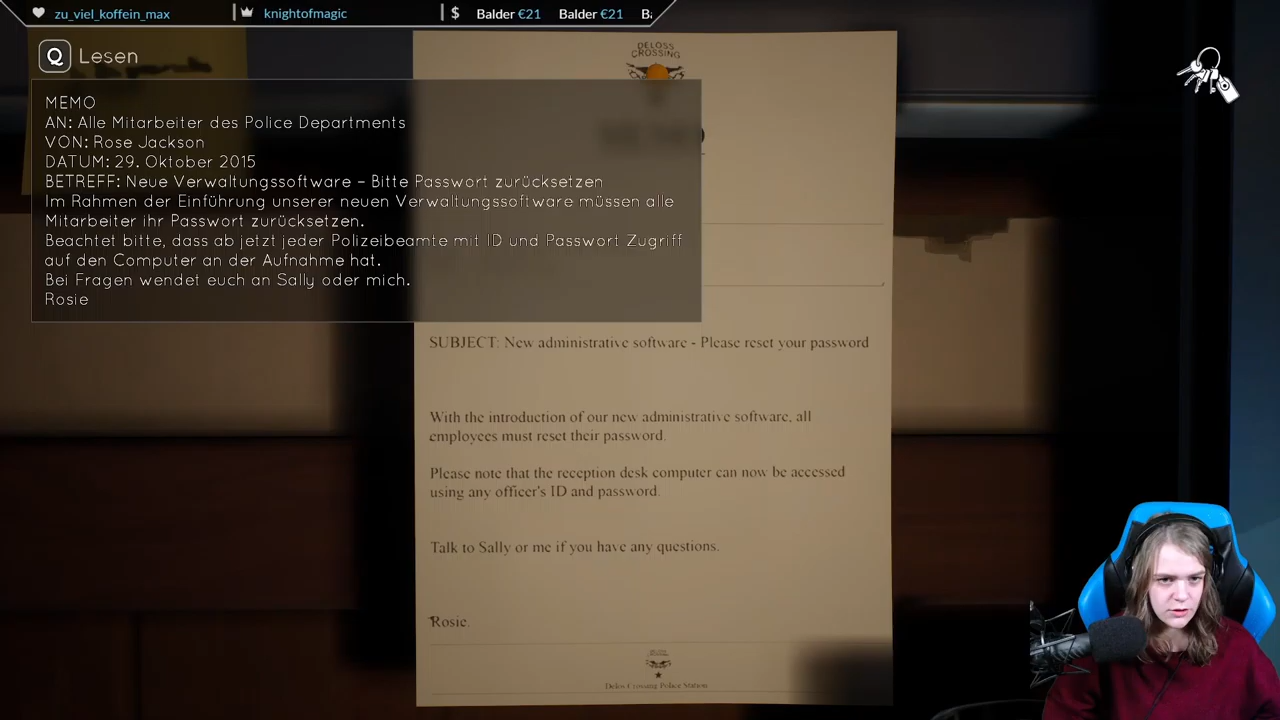 zu_viel_koffein_max
knightofmagic
$ Balder €21 Balder €21
Q Lesen
DELOSS
CROSSING
MEMO
AN: Alle Mitarbeiter des Police Departments
VON: Rose Jackson
DATUM: 29. Oktober 2015
BETREFF: Neue Verwaltungssoftware – Bitte Passwort zurücksetzen
Im Rahmen der Einführung unserer neuen Verwaltungssoftware müssen alle
Mitarbeiter ihr Passwort zurücksetzen.
Beachtet bitte, dass ab jetzt jeder Polizeibeamte mit ID und Passwort Zugriff
auf den Computer an der Aufnahme hat.
Bei Fragen wendet euch an Sally oder mich.
Rosie
SUBJECT: New administrative software - Please reset your password
With the introduction of our new administrative software, all
employees must reset their password.
Please note that the reception desk computer can now be accessed
using any officer's ID and password.
Talk to Sally or me if you have any questions.
Rosie.
Delos Crossing Police Station